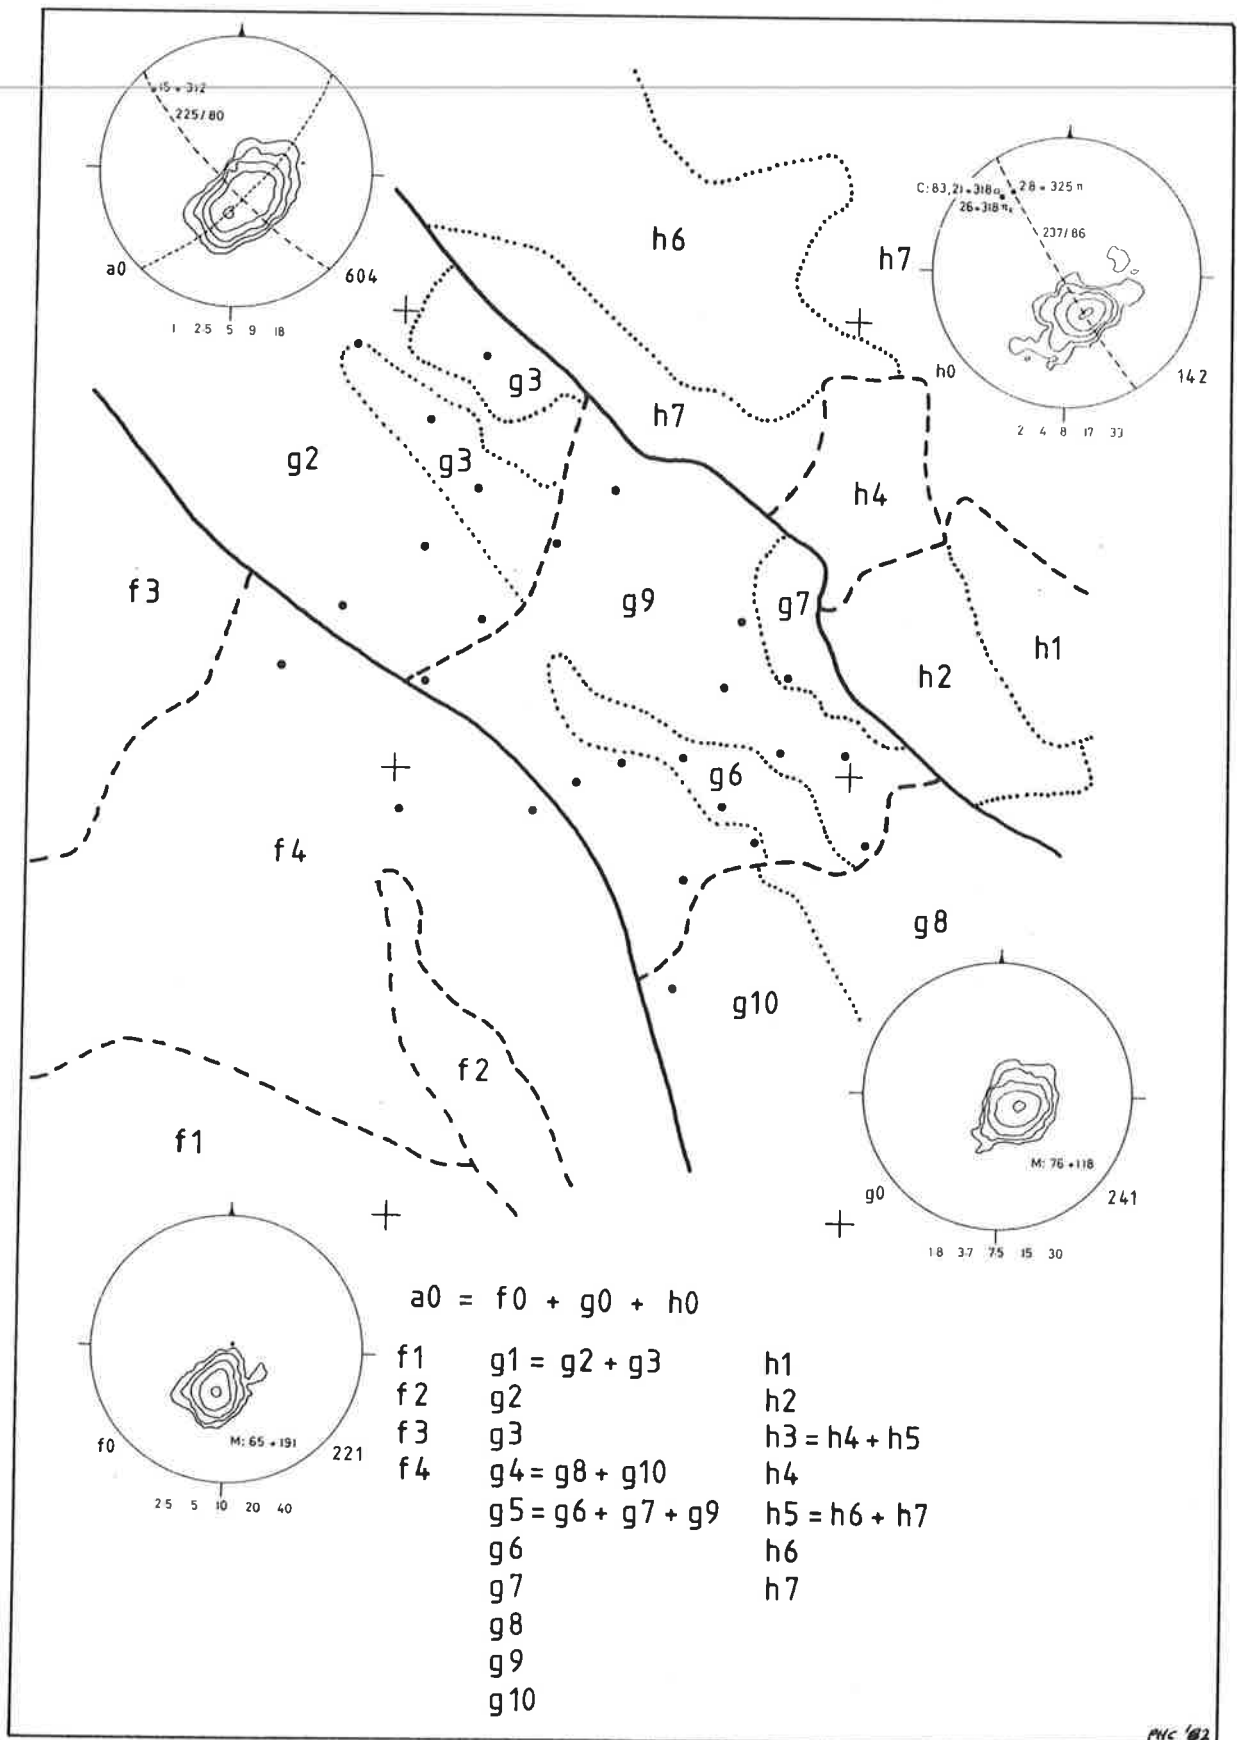 15 → 312
225/80
a0
604
1 2.5 5 9 18
28 → 325 π
237/86
h0
142
2 4 8 17 33
h6
h7
g3
h7
g2
g3
h4
f3
g9
g7
h1
h2
g6
f4
g8
g10
f2
f1
M: 76 → 118
g0
241
1.8 3.7 7.5 15 30
a0 = f0 + g0 + h0
M: 65 → 191
f0
221
2.5 5 10 20 40
f1 g1 = g2 + g3 h1
f2 g2 h2
f3 g3 h3 = h4 + h5
f4 g4 = g8 + g10 h4
g5 = g6 + g7 + g9 h5 = h6 + h7
g6 h6
g7 h7
g8
g9
g10
PHC '82